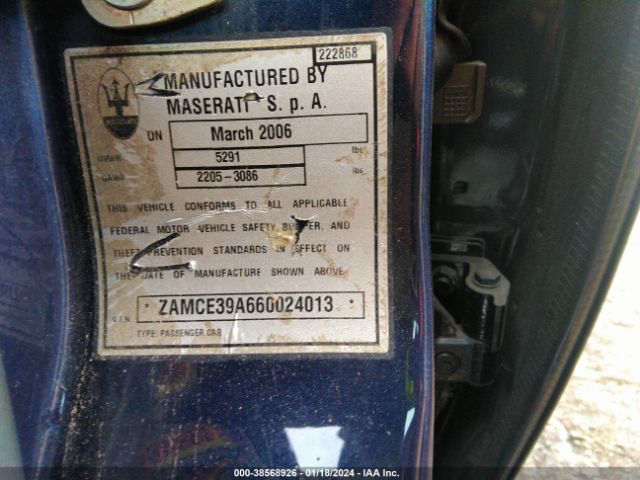 222868
MANUFACTURED BY
MASERATI S. p A.
MASERATI
ON March 2006
GVWR 5291 lbs
GAWR 2205-3086 lbs
THIS VEHICLE CONFORMS TO ALL APPLICABLE
FEDERAL MOTOR VEHICLE SAFETY, BUMPER, AND
THEFT PREVENTION STANDARDS IN EFFECT ON
THE DATE OF MANUFACTURE SHOWN ABOVE
V.I.N. * ZAMCE39A660024013 *
TYPE: PASSENGER CAR
000-38568926 - 01/18/2024 - IAA Inc.